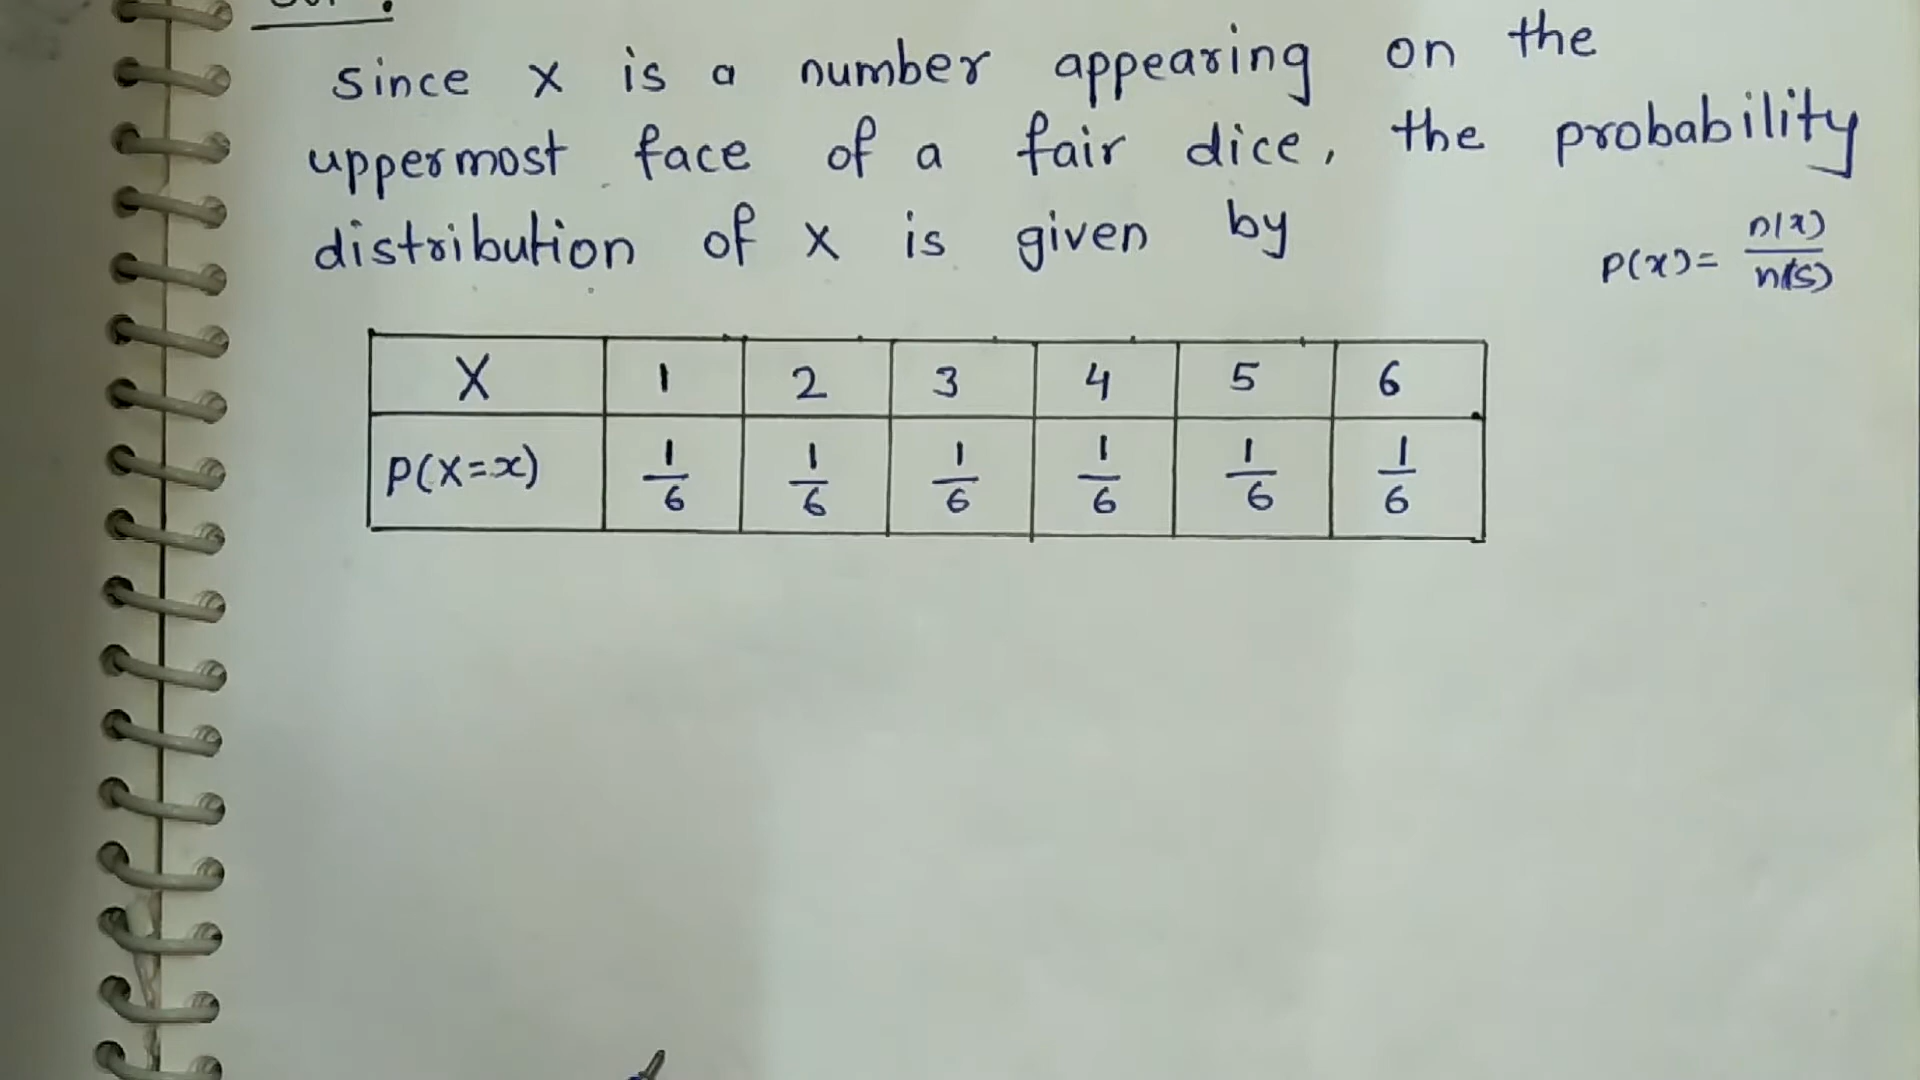 since x is a number appearing on the
uppermost face of a fair dice, the probability
distribution of x is given by
P(x)= n(x)/n(s)
X 1 2 3 4 5 6
P(X=x) 1/6 1/6 1/6 1/6 1/6 1/6